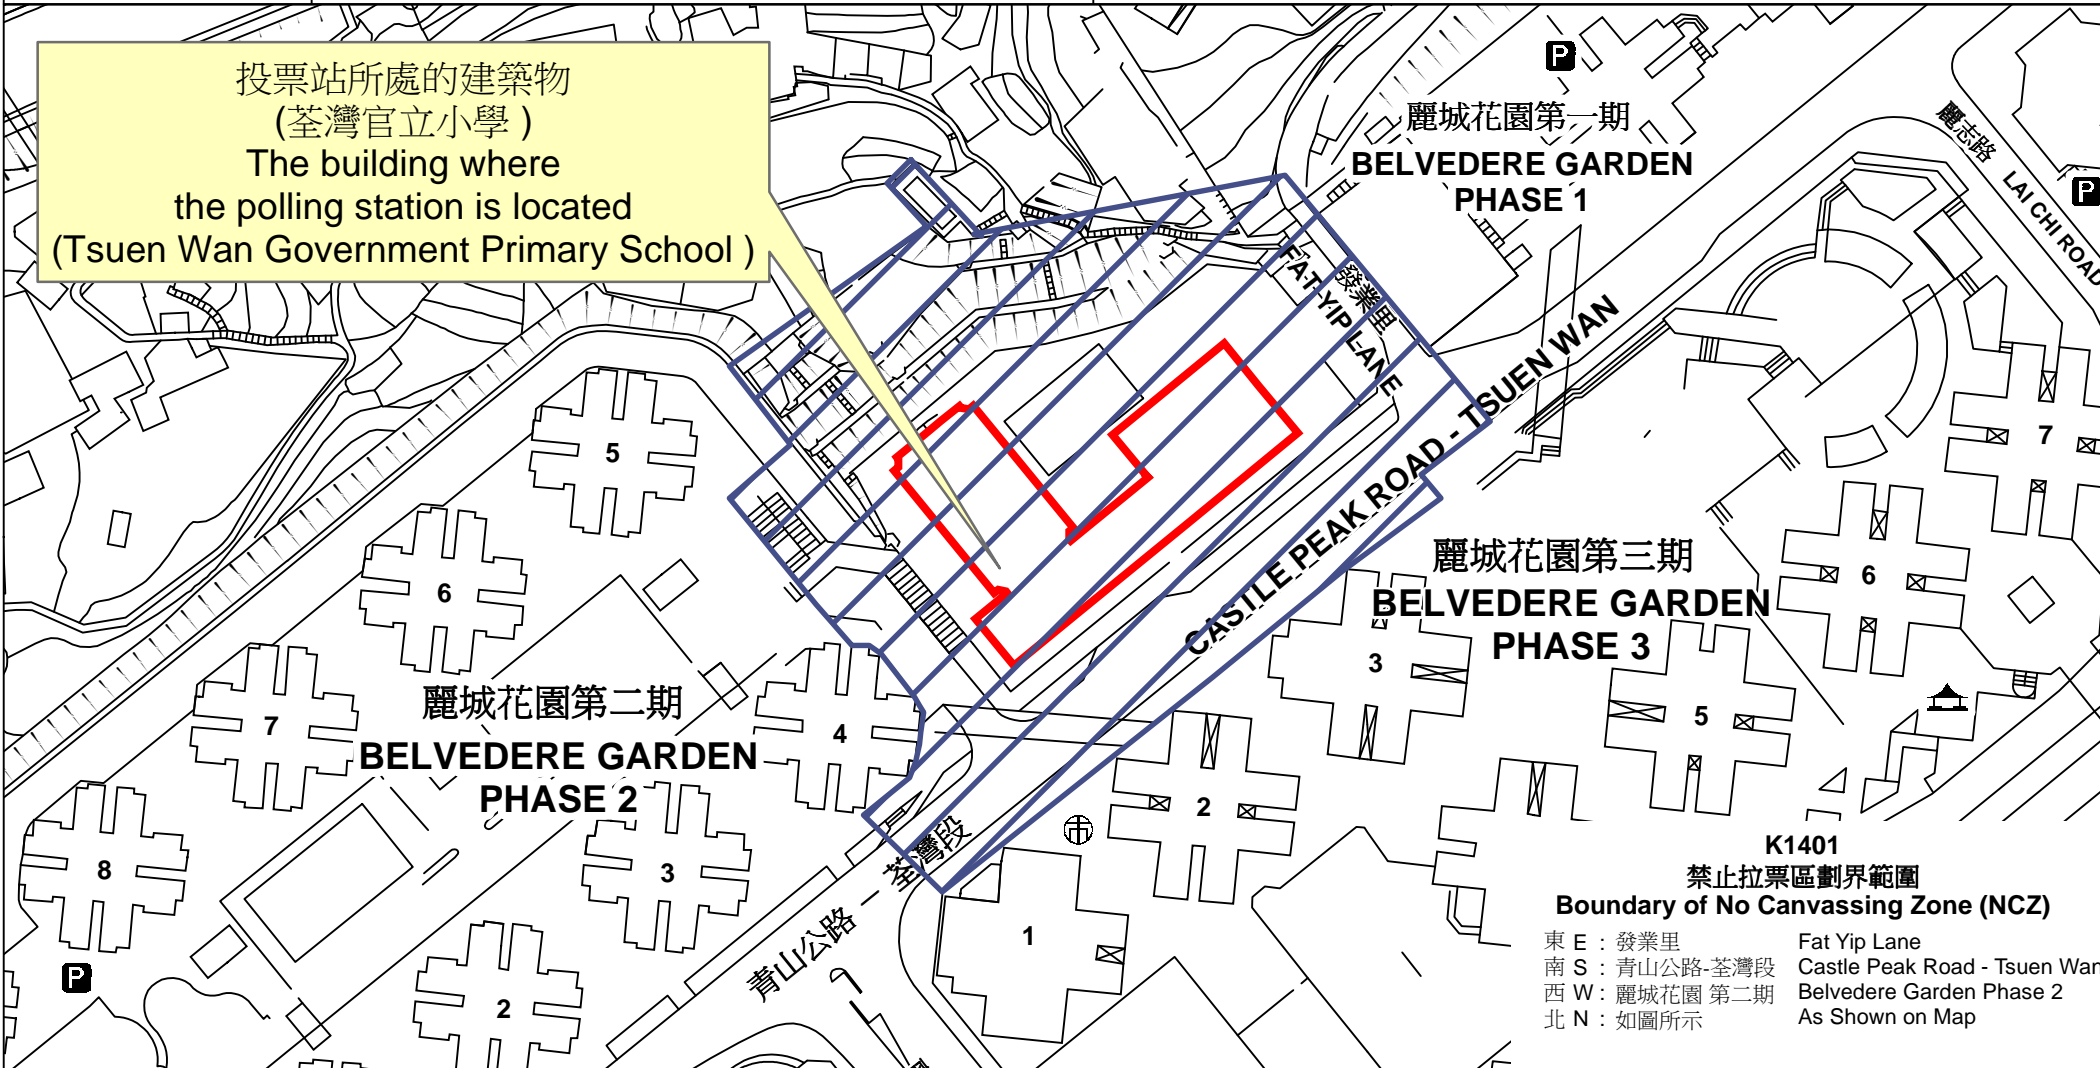 投票站所處的建築物
(荃灣官立小學 )
The building where
the polling station is located
(Tsuen Wan Government Primary School )
P
麗城花園第一期
BELVEDERE GARDEN
PHASE 1
麗志路
LAI CHI ROAD
P
發業里
FAT YIP LANE
CASTLE PEAK ROAD - TSUEN WAN
5
6
7
8
4
3
2
麗城花園第二期
BELVEDERE GARDEN
PHASE 2
P
麗城花園第三期
BELVEDERE GARDEN
PHASE 3
7
6
5
3
2
1
市
青山公路 - 荃灣段
K1401
禁止拉票區劃界範圍
Boundary of No Canvassing Zone (NCZ)
東 E : 發業里 Fat Yip Lane
南 S : 青山公路-荃灣段 Castle Peak Road - Tsuen Wan
西 W : 麗城花園 第二期 Belvedere Garden Phase 2
北 N : 如圖所示 As Shown on Map